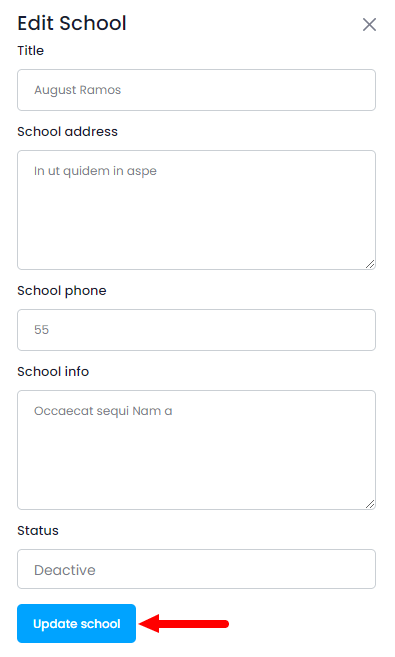 Edit School
Title
August Ramos
School address
In ut quidem in aspe
School phone
55
School info
Occaecat sequi Nam a
Status
Deactive
Update school